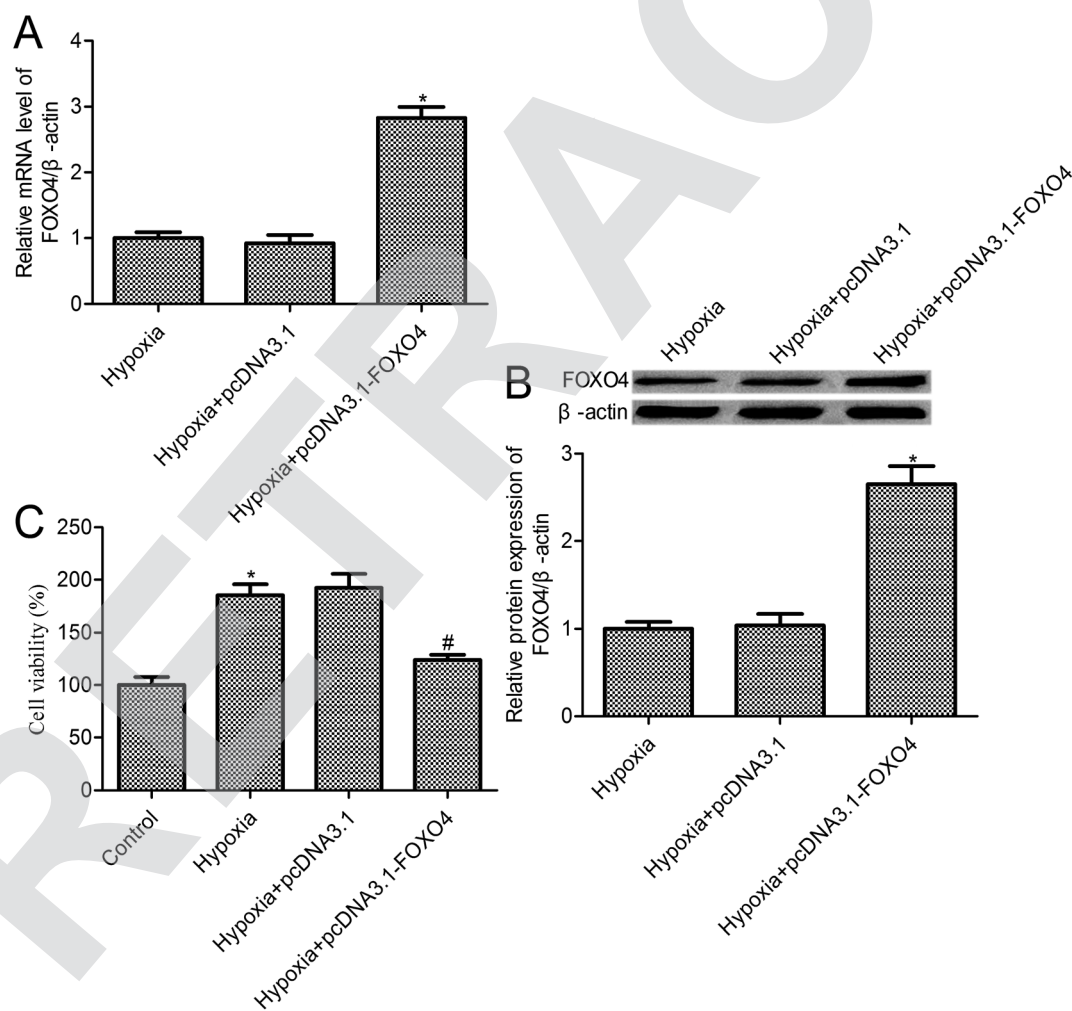 A
Relative mRNA level of
FOXO4/β -actin
4
3
2
1
0
*
Hypoxia
Hypoxia+pcDNA3.1
Hypoxia+pcDNA3.1-FOXO4
B
Hypoxia
Hypoxia+pcDNA3.1
Hypoxia+pcDNA3.1-FOXO4
FOXO4
β -actin
Relative protein expression of
FOXO4/β -actin
3
2
1
0
*
Hypoxia
Hypoxia+pcDNA3.1
Hypoxia+pcDNA3.1-FOXO4
C
Cell viability (%)
250
200
150
100
50
0
*
#
Control
Hypoxia
Hypoxia+pcDNA3.1
Hypoxia+pcDNA3.1-FOXO4
RETRAC